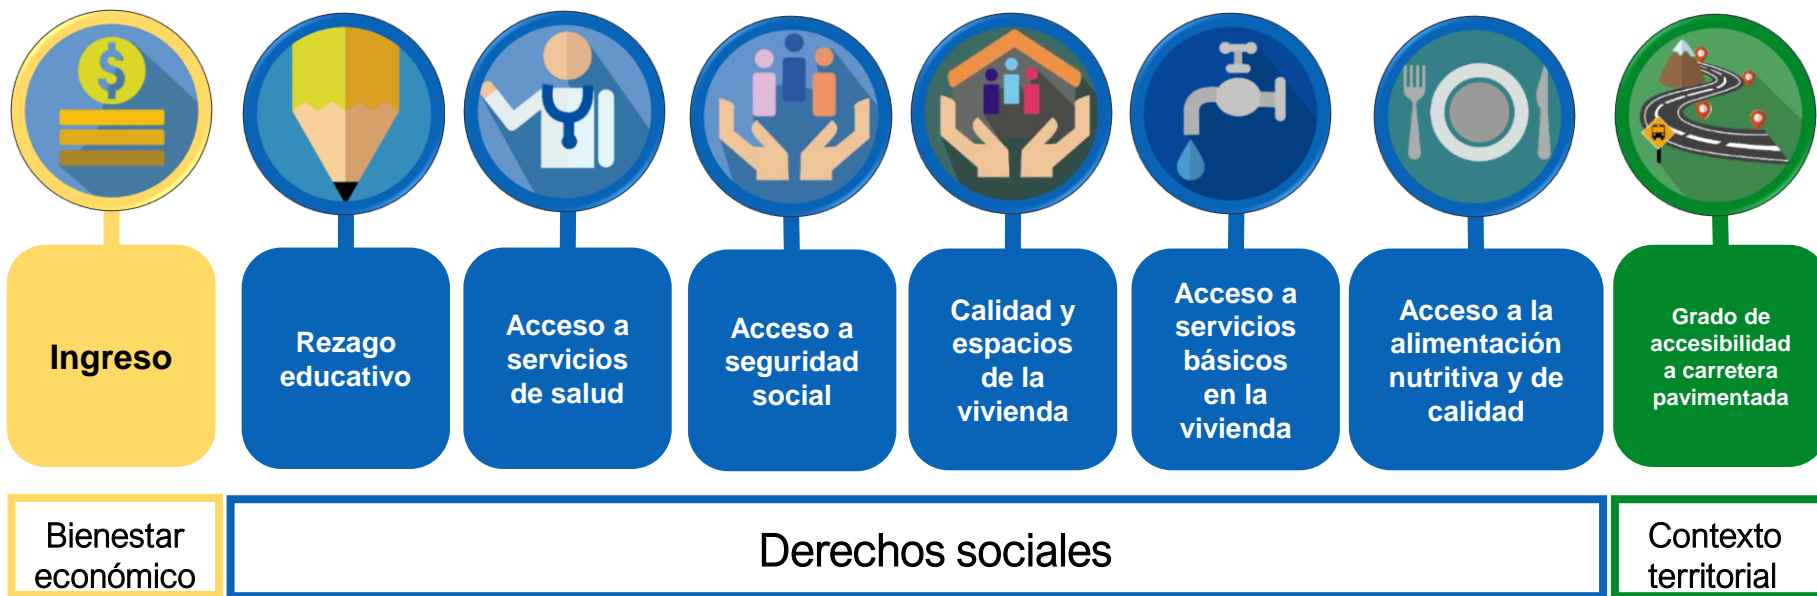 Ingreso
Rezago
educativo
Acceso a
servicios
de salud
Acceso a
seguridad
social
Calidad y
espacios
de la
vivienda
Acceso a
servicios
básicos
en la
vivienda
Acceso a la
alimentación
nutritiva y de
calidad
Grado de
accesibilidad
a carretera
pavimentada
Bienestar
económico
Derechos sociales
Contexto
territorial